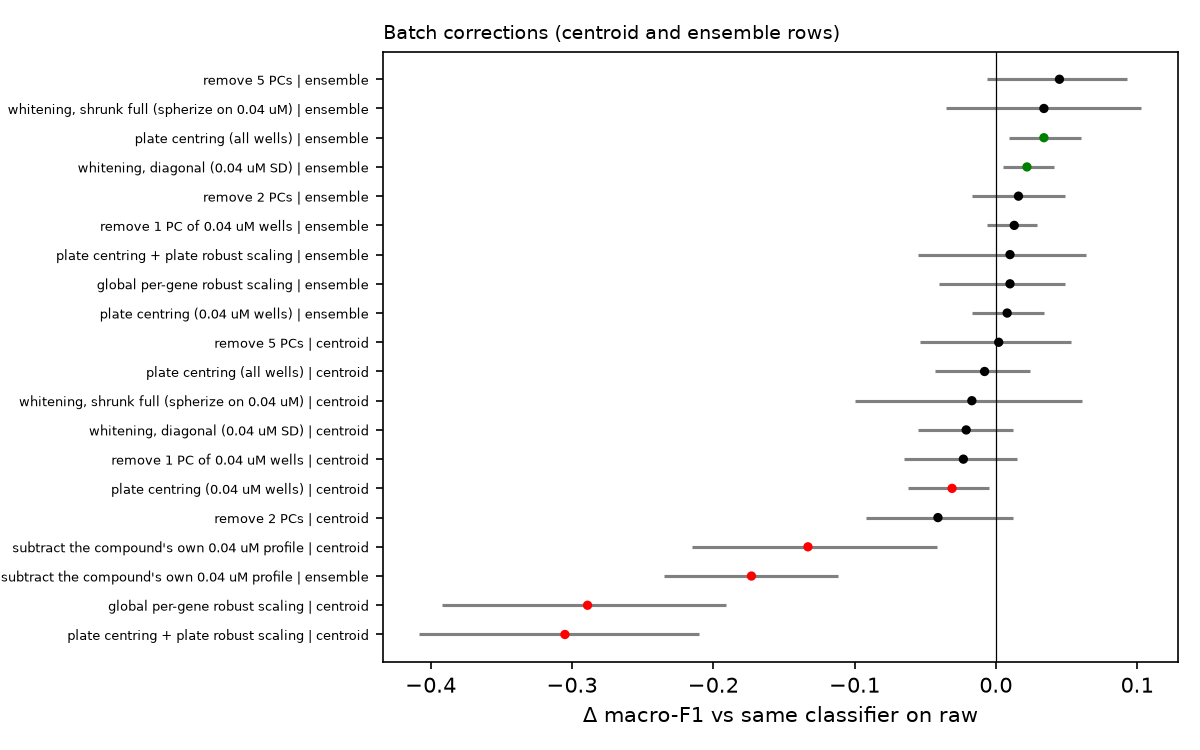 Batch corrections (centroid and ensemble rows)
remove 5 PCs | ensemble
whitening, shrunk full (spherize on 0.04 uM) | ensemble
plate centring (all wells) | ensemble
whitening, diagonal (0.04 uM SD) | ensemble
remove 2 PCs | ensemble
remove 1 PC of 0.04 uM wells | ensemble
plate centring + plate robust scaling | ensemble
global per-gene robust scaling | ensemble
plate centring (0.04 uM wells) | ensemble
remove 5 PCs | centroid
plate centring (all wells) | centroid
whitening, shrunk full (spherize on 0.04 uM) | centroid
whitening, diagonal (0.04 uM SD) | centroid
remove 1 PC of 0.04 uM wells | centroid
plate centring (0.04 uM wells) | centroid
remove 2 PCs | centroid
subtract the compound's own 0.04 uM profile | centroid
subtract the compound's own 0.04 uM profile | ensemble
global per-gene robust scaling | centroid
plate centring + plate robust scaling | centroid
−0.4 −0.3 −0.2 −0.1 0.0 0.1
Δ macro-F1 vs same classifier on raw